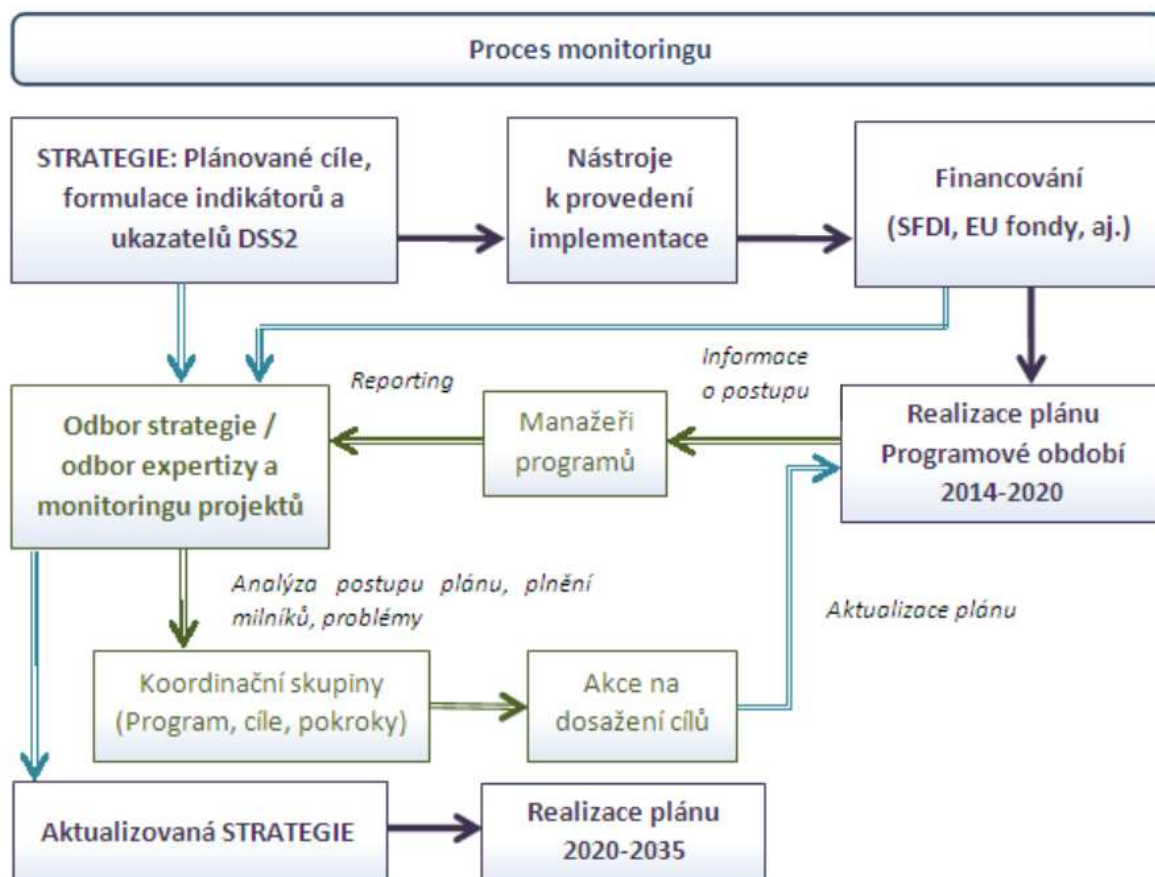 Proces monitoringu
STRATEGIE: Plánované cíle,
formulace indikátorů a
ukazatelů DSS2
Nástroje
k provedení
implementace
Financování
(SFDI, EU fondy, aj.)
Reporting
Informace
o postupu
Odbor strategie /
odbor expertizy a
monitoringu projektů
Manažeři
programů
Realizace plánu
Programové období
2014-2020
Analýza postupu plánu, plnění
milníků, problémy
Aktualizace plánu
Koordinační skupiny
(Program, cíle, pokroky)
Akce na
dosažení cílů
Aktualizovaná STRATEGIE
Realizace plánu
2020-2035